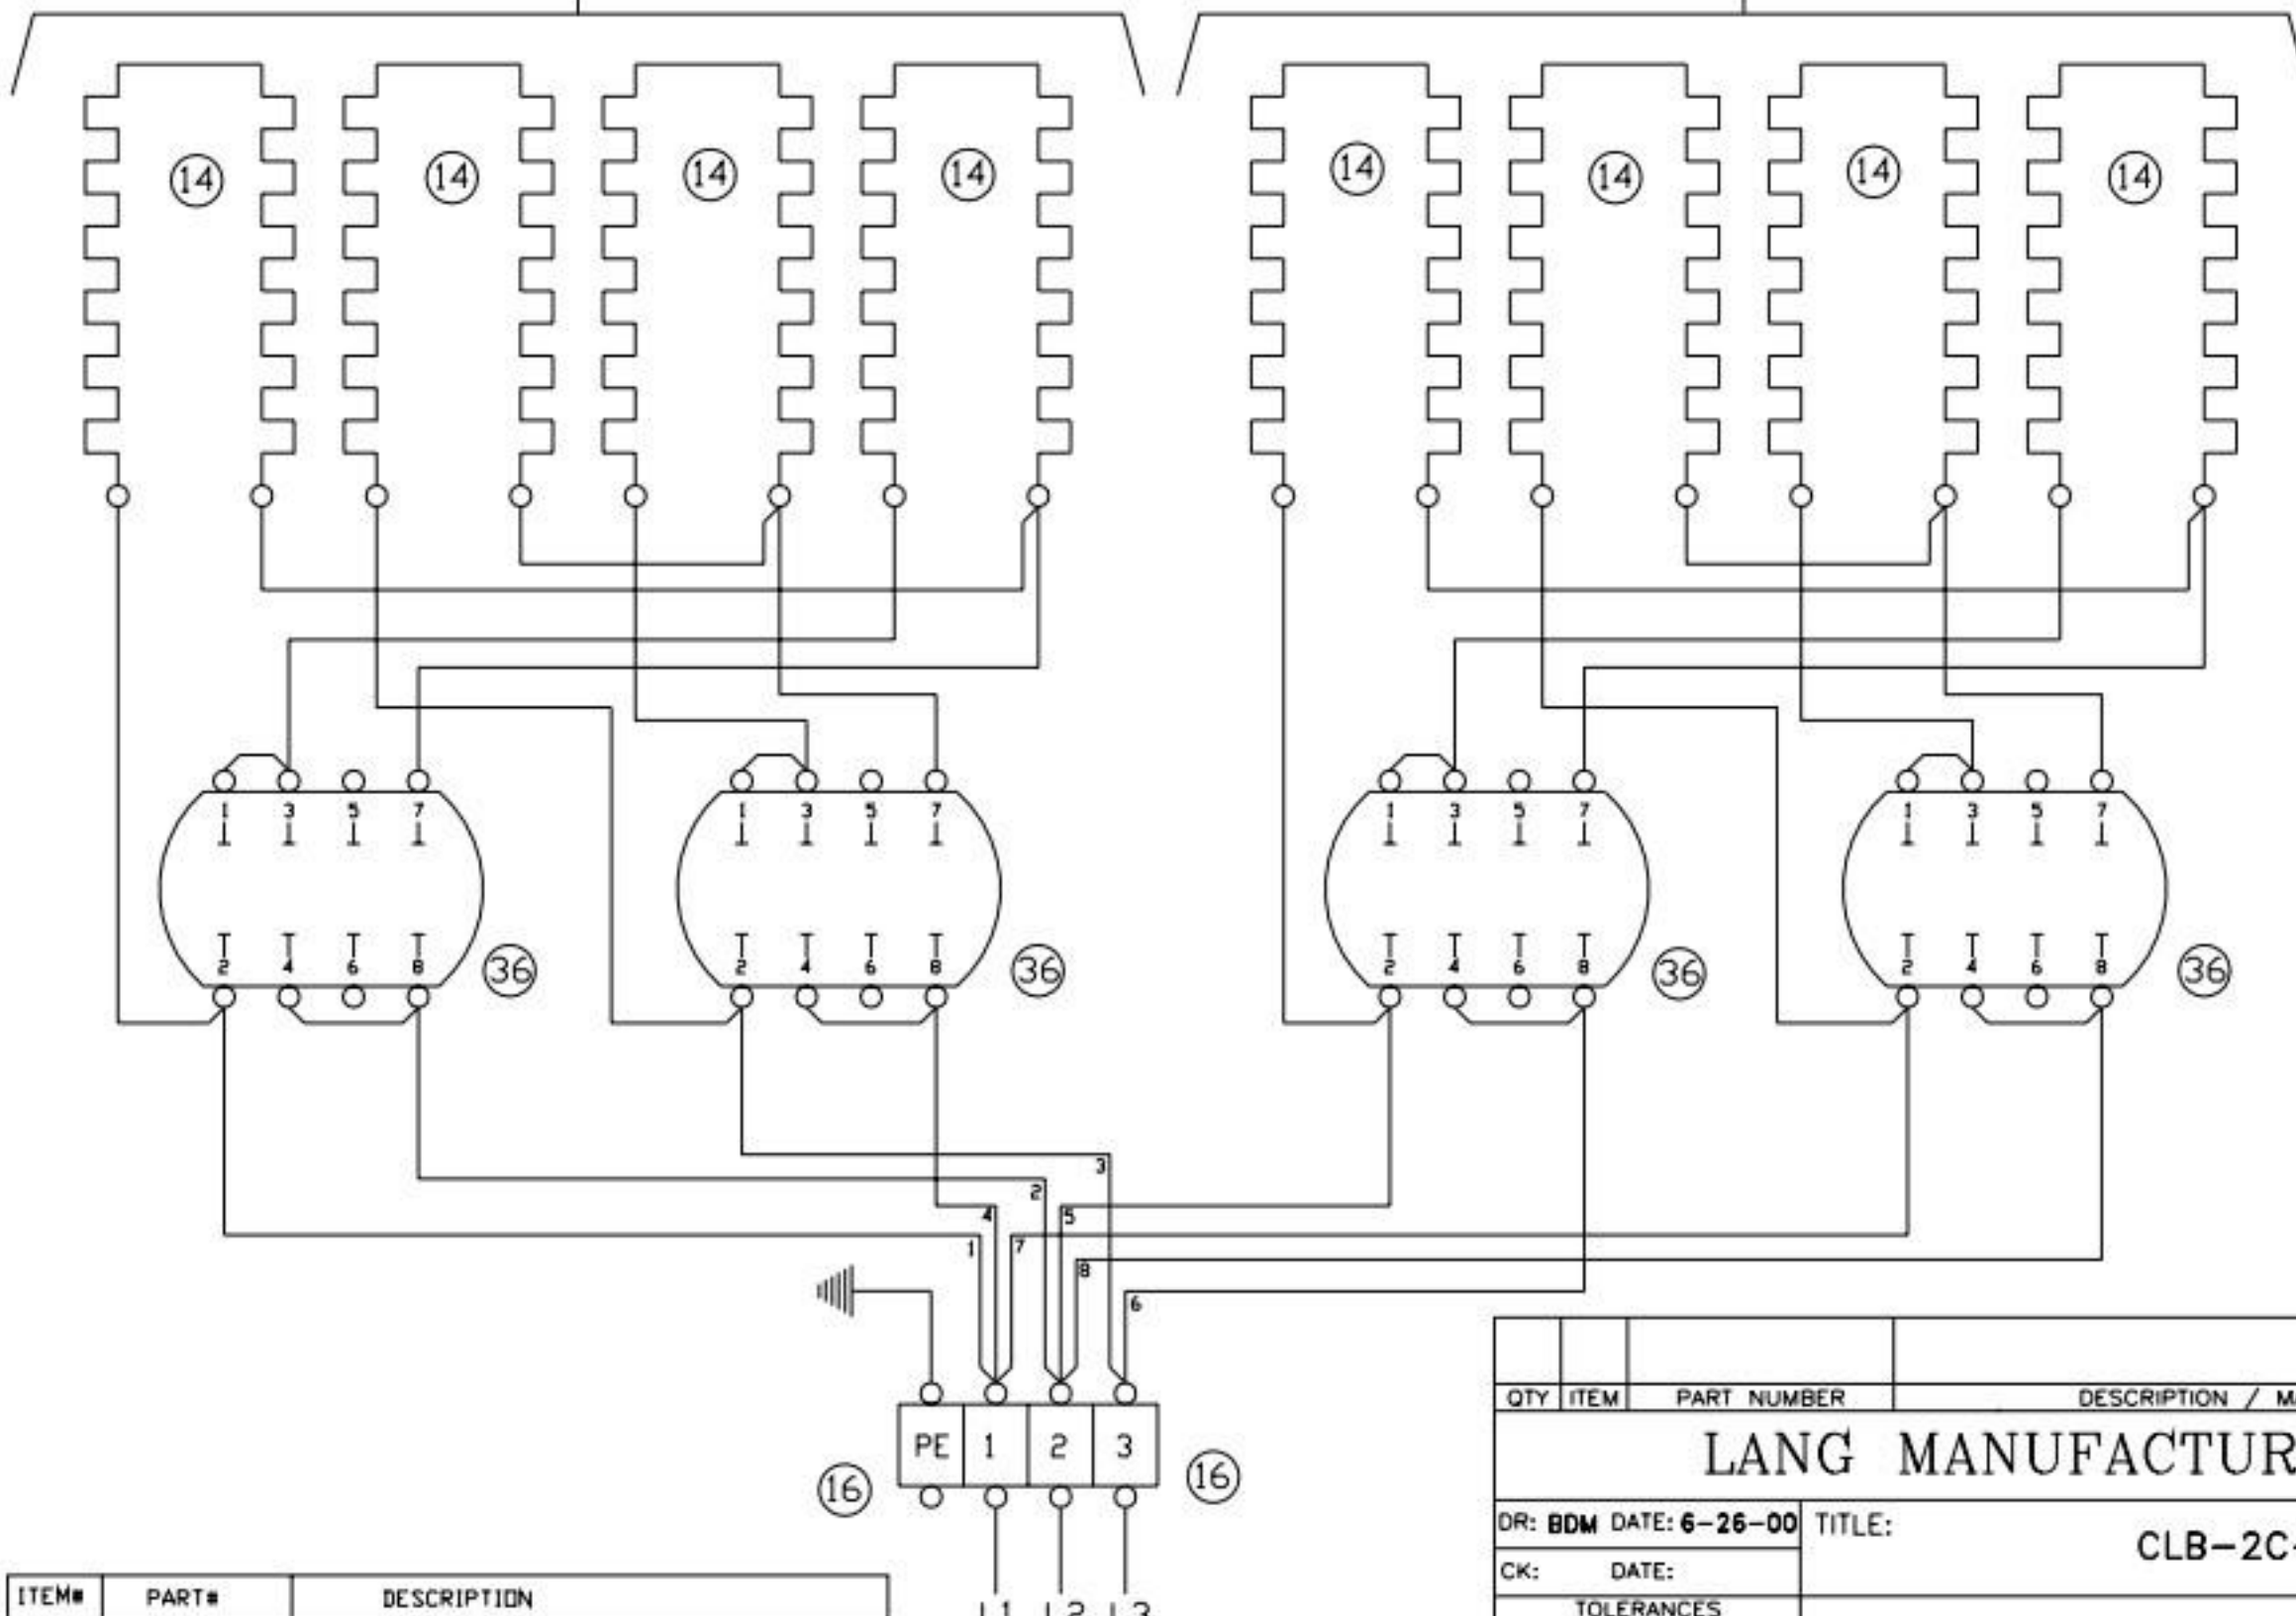 14 14 14 14 14 14 14 14
1 3 5 7 1 3 5 7 1 3 5 7 1 3 5 7
2 4 6 8 2 4 6 8 2 4 6 8 2 4 6 8
36 36 36 36
3
2
4 5
1 7
8
6
PE 1 2 3
16 16
L1 L2 L3
ITEM# PART# DESCRIPTION
QTY ITEM PART NUMBER DESCRIPTION / MA
LANG MANUFACTUR
DR: BDM DATE: 6-26-00 TITLE:
CLB-2C-
CK: DATE:
TOLERANCES